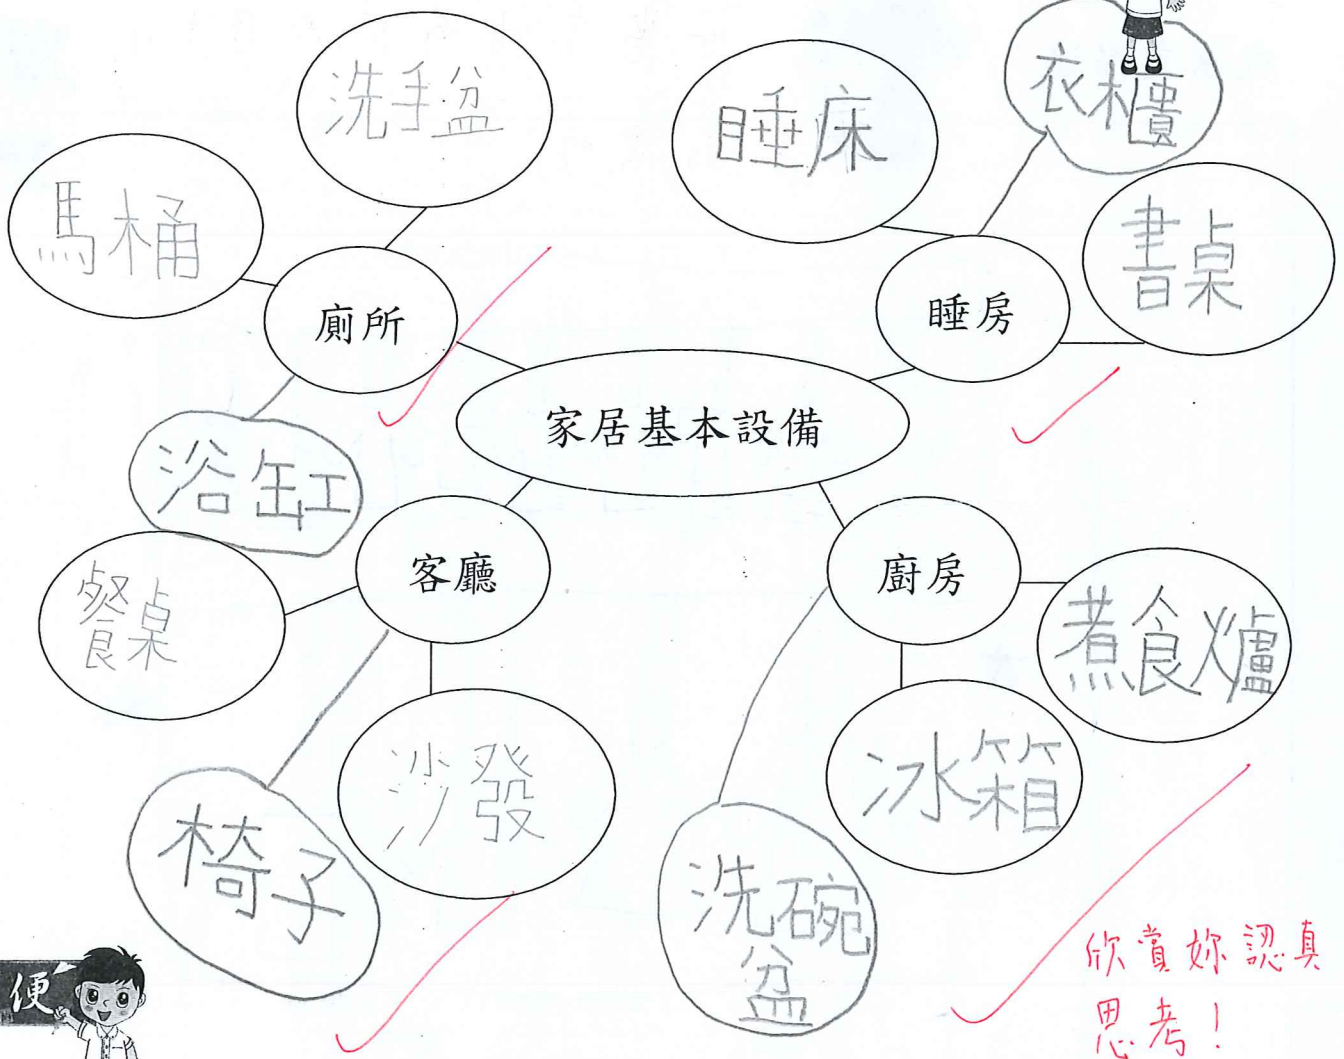 洗手盆
睡床
衣櫃
馬桶
書桌
廁所
睡房
家居基本設備
浴缸
客廳
廚房
餐桌
煮食爐
沙發
冰箱
椅子
洗碗
盆
欣賞妳認真
思考！
便